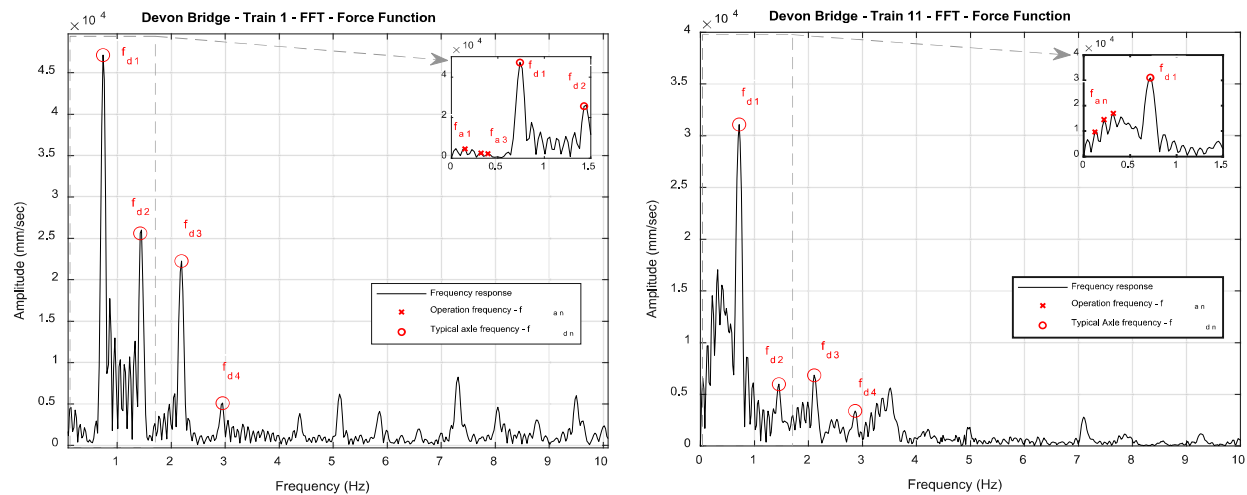 Devon Bridge - Train 1 - FFT - Force Function
× 10 4
4.5
4
3.5
3
2.5
2
1.5
1
0.5
0
Amplitude (mm/sec)
1 2 3 4 5 6 7 8 9 10
Frequency (Hz)
f d1
f d2
f d3
f d4
× 10 4
4
2
0
0 0.5 1 1.5
f a1
f a3
f d1
f d2
Frequency response
Operation frequency - f an
Typical axle frequency - f dn
Devon Bridge - Train 11 - FFT - Force Function
× 10 4
4
3.5
3
2.5
2
1.5
1
0.5
0
Amplitude (mm/sec)
0 1 2 3 4 5 6 7 8 9 10
Frequency (Hz)
f d1
f d2
f d3
f d4
× 10 4
4
3
2
1
0
0 0.5 1 1.5
f an
f d1
Frequency response
Operation frequency - f an
Typical Axle frequency - f dn